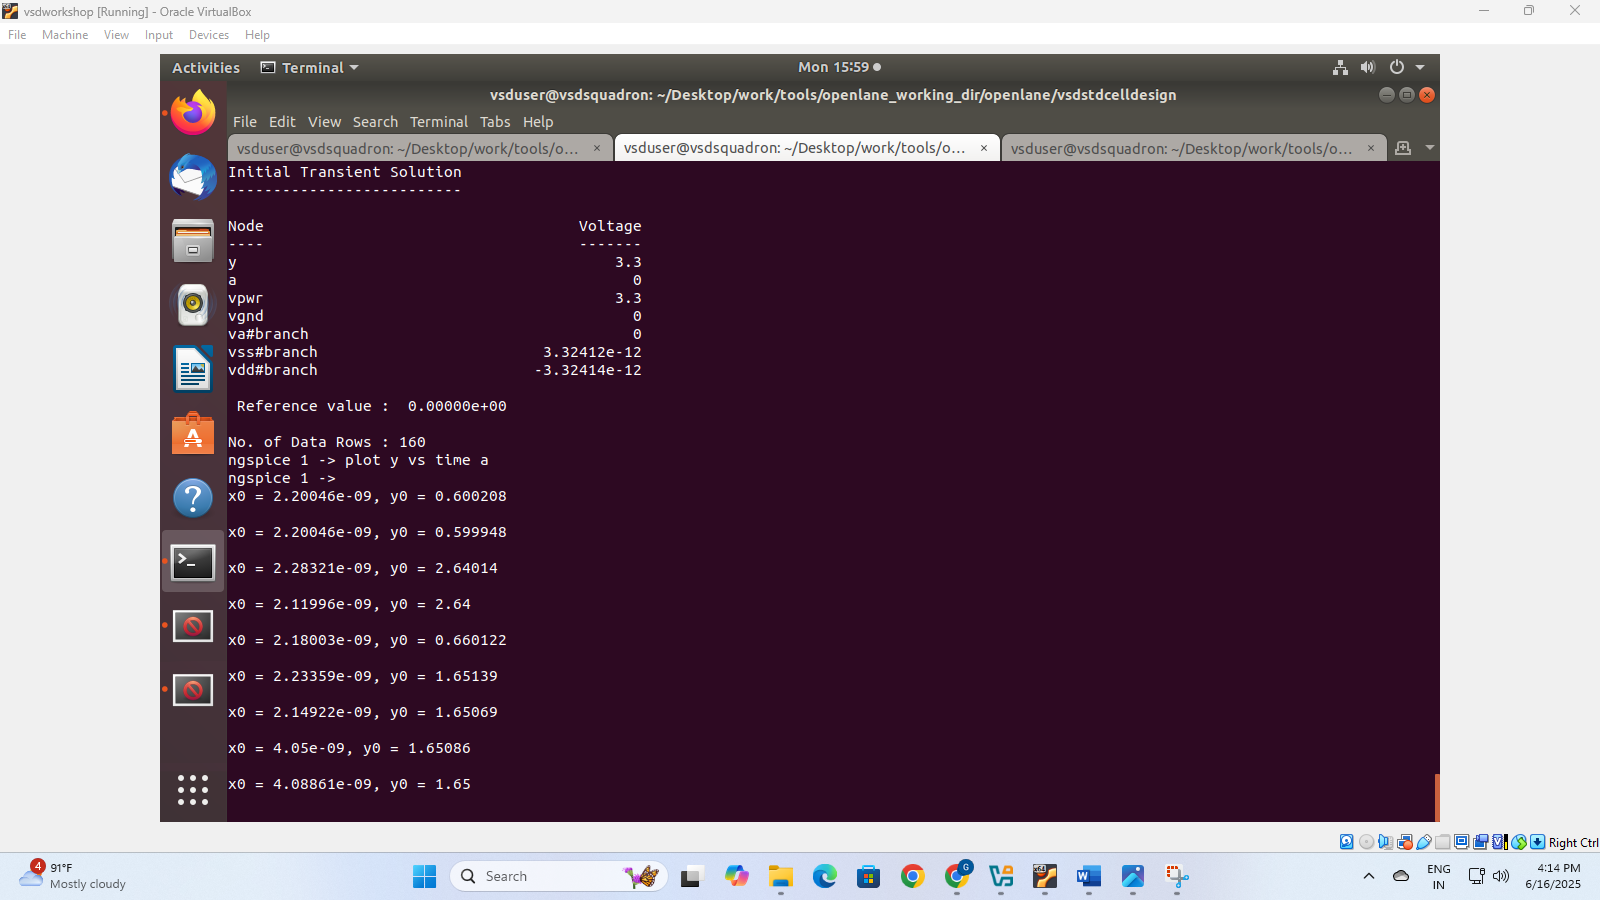 vsdworkshop [Running] - Oracle VirtualBox
File Machine View Input Devices Help
Activities Terminal Mon 15:59
vsduser@vsdsquadron: ~/Desktop/work/tools/openlane_working_dir/openlane/vsdstdcelldesign
File Edit View Search Terminal Tabs Help
vsduser@vsdsquadron: ~/Desktop/work/tools/o... × vsduser@vsdsquadron: ~/Desktop/work/tools/o... × vsduser@vsdsquadron: ~/Desktop/work/tools/o... ×
Initial Transient Solution
--------------------------
Node Voltage
---- -------
y 3.3
a 0
vpwr 3.3
vgnd 0
va#branch 0
vss#branch 3.32412e-12
vdd#branch -3.32414e-12
Reference value : 0.00000e+00
No. of Data Rows : 160
ngspice 1 -> plot y vs time a
ngspice 1 ->
x0 = 2.20046e-09, y0 = 0.600208
x0 = 2.20046e-09, y0 = 0.599948
x0 = 2.28321e-09, y0 = 2.64014
x0 = 2.11996e-09, y0 = 2.64
x0 = 2.18003e-09, y0 = 0.660122
x0 = 2.23359e-09, y0 = 1.65139
x0 = 2.14922e-09, y0 = 1.65069
x0 = 4.05e-09, y0 = 1.65086
x0 = 4.08861e-09, y0 = 1.65
Right Ctrl
4
91°F
Mostly cloudy
Search
G
x64
ENG
IN
4:14 PM
6/16/2025